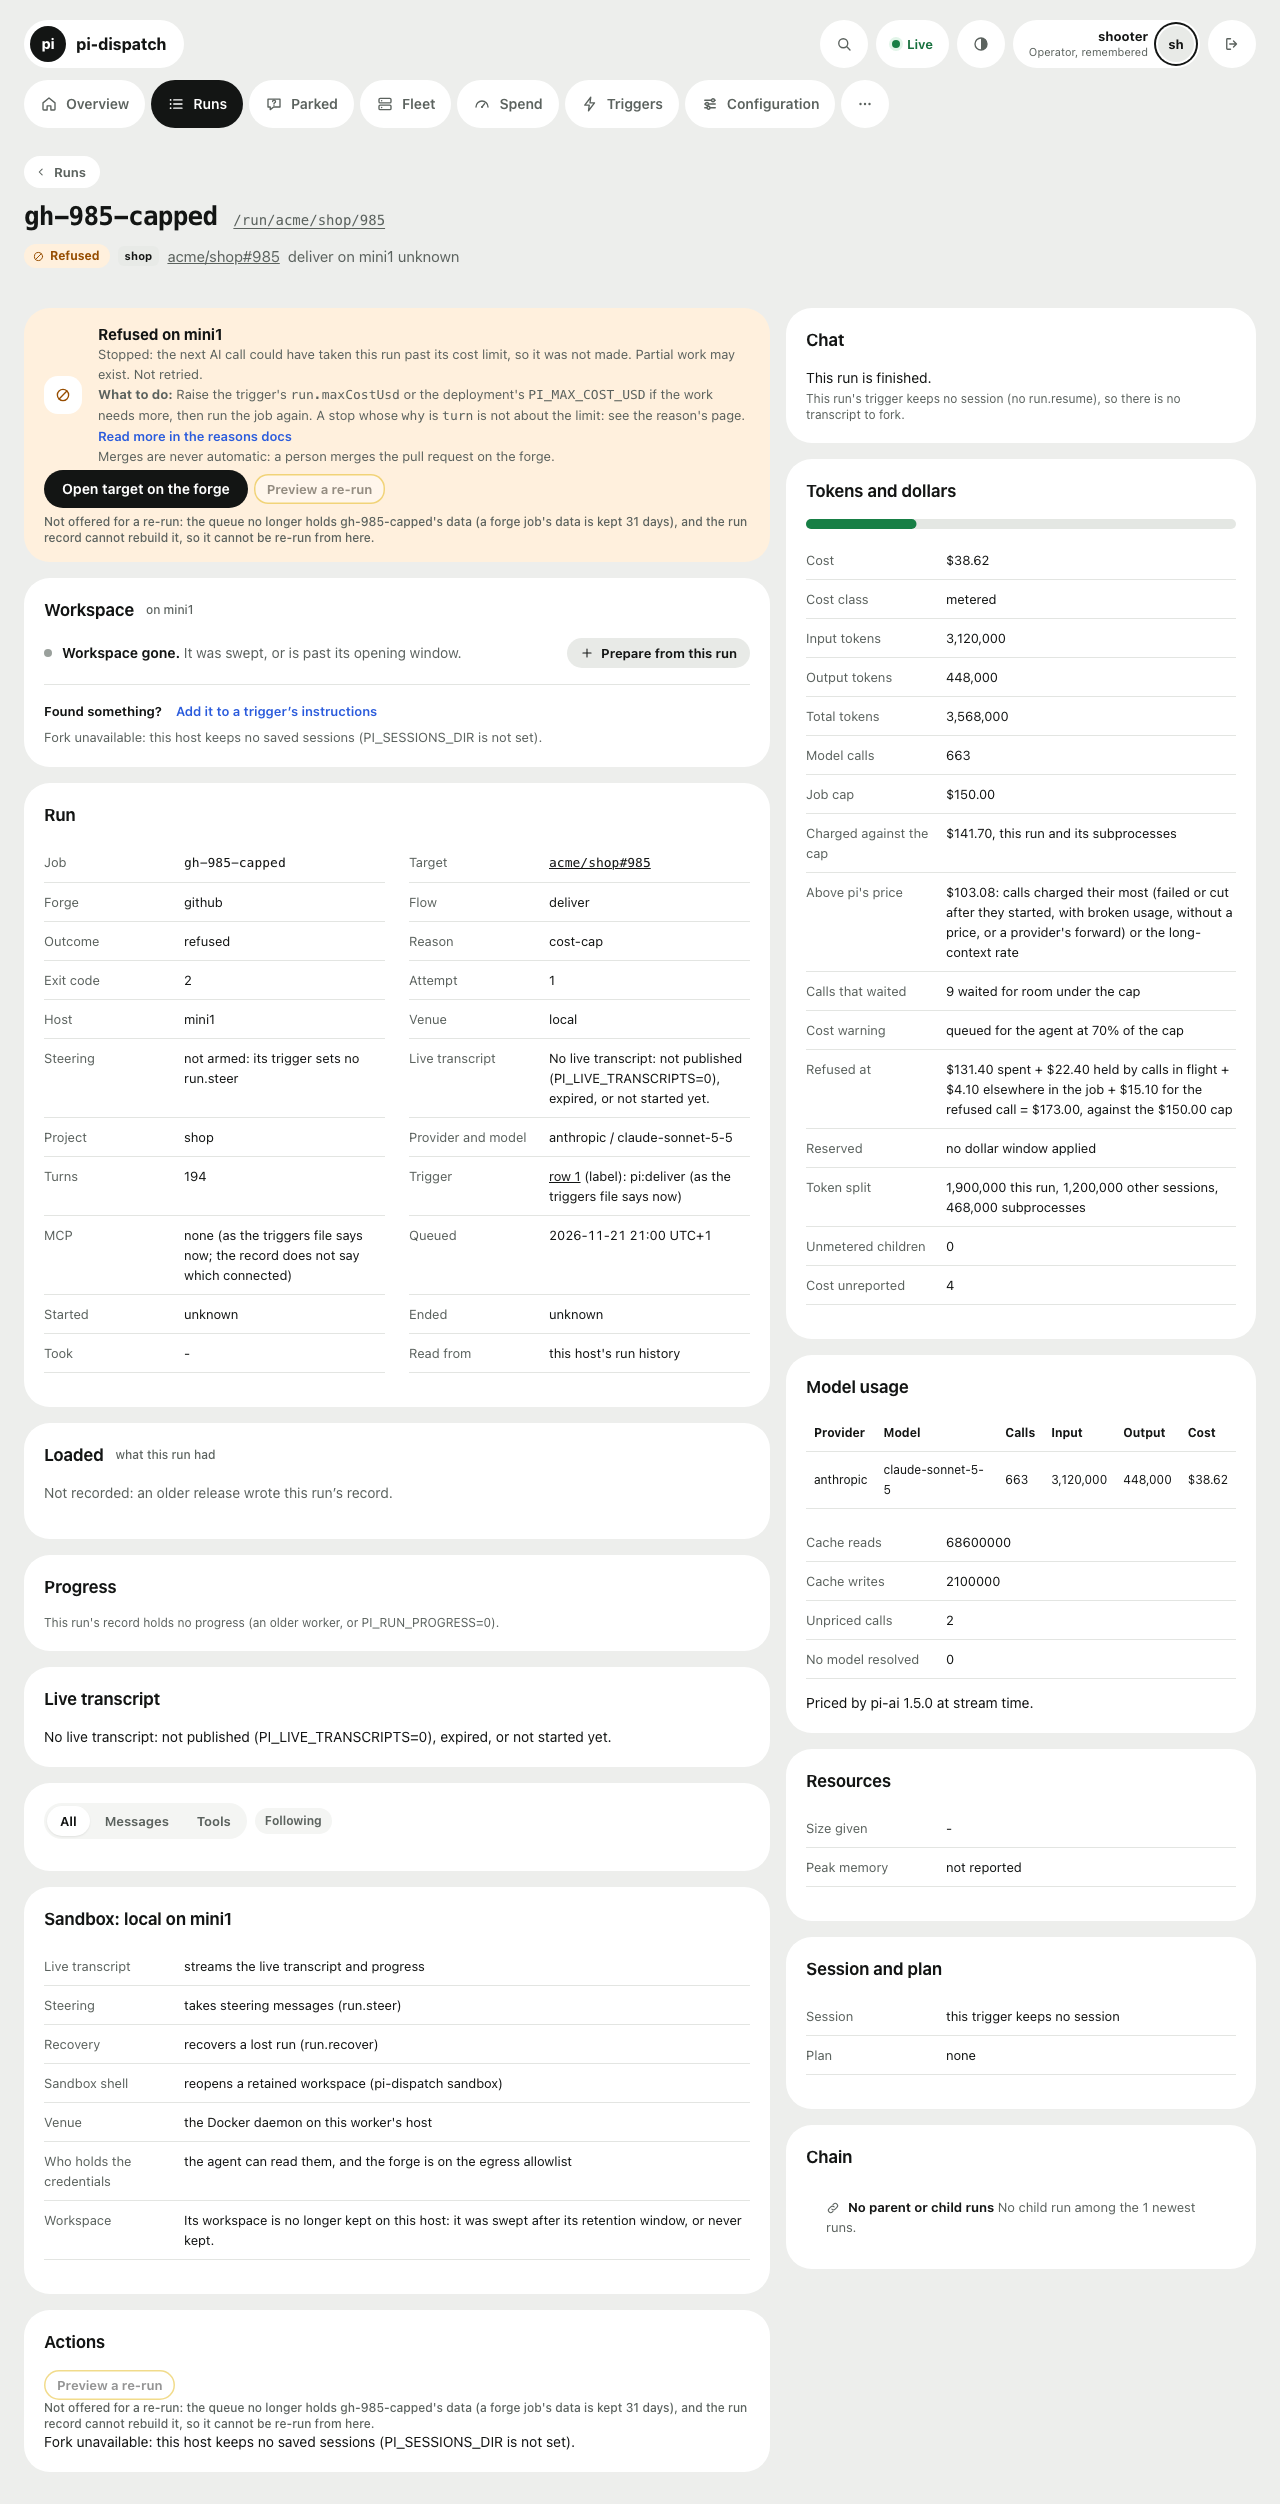 pi pi-dispatch
Live
shooter
Operator, remembered
sh
Overview
Runs
Parked
Fleet
Spend
Triggers
Configuration
Runs
gh-985-capped /run/acme/shop/985
Refused shop acme/shop#985 deliver on mini1 unknown
Refused on mini1
Stopped: the next AI call could have taken this run past its cost limit, so it was not made. Partial work may
exist. Not retried.
What to do: Raise the trigger's run.maxCostUsd or the deployment's PI_MAX_COST_USD if the work
needs more, then run the job again. A stop whose why is turn is not about the limit: see the reason's page.
Read more in the reasons docs
Merges are never automatic: a person merges the pull request on the forge.
Open target on the forge Preview a re-run
Not offered for a re-run: the queue no longer holds gh-985-capped's data (a forge job's data is kept 31 days), and the run
record cannot rebuild it, so it cannot be re-run from here.
Workspace on mini1
Workspace gone. It was swept, or is past its opening window.
Prepare from this run
Found something? Add it to a trigger’s instructions
Fork unavailable: this host keeps no saved sessions (PI_SESSIONS_DIR is not set).
Run
Job gh-985-capped
Target acme/shop#985
Forge github
Flow deliver
Outcome refused
Reason cost-cap
Exit code 2
Attempt 1
Host mini1
Venue local
Steering not armed: its trigger sets no
run.steer
Live transcript No live transcript: not published
(PI_LIVE_TRANSCRIPTS=0),
expired, or not started yet.
Project shop
Provider and model anthropic / claude-sonnet-5-5
Turns 194
Trigger row 1 (label): pi:deliver (as the
triggers file says now)
MCP none (as the triggers file says
now; the record does not say
which connected)
Queued 2026-11-21 21:00 UTC+1
Started unknown
Ended unknown
Took -
Read from this host's run history
Loaded what this run had
Not recorded: an older release wrote this run’s record.
Progress
This run's record holds no progress (an older worker, or PI_RUN_PROGRESS=0).
Live transcript
No live transcript: not published (PI_LIVE_TRANSCRIPTS=0), expired, or not started yet.
All Messages Tools Following
Sandbox: local on mini1
Live transcript streams the live transcript and progress
Steering takes steering messages (run.steer)
Recovery recovers a lost run (run.recover)
Sandbox shell reopens a retained workspace (pi-dispatch sandbox)
Venue the Docker daemon on this worker's host
Who holds the
credentials
the agent can read them, and the forge is on the egress allowlist
Workspace Its workspace is no longer kept on this host: it was swept after its retention window, or never
kept.
Actions
Preview a re-run
Not offered for a re-run: the queue no longer holds gh-985-capped's data (a forge job's data is kept 31 days), and the run
record cannot rebuild it, so it cannot be re-run from here.
Fork unavailable: this host keeps no saved sessions (PI_SESSIONS_DIR is not set).
Chat
This run is finished.
This run's trigger keeps no session (no run.resume), so there is no
transcript to fork.
Tokens and dollars
Cost $38.62
Cost class metered
Input tokens 3,120,000
Output tokens 448,000
Total tokens 3,568,000
Model calls 663
Job cap $150.00
Charged against the
cap
$141.70, this run and its subprocesses
Above pi's price $103.08: calls charged their most (failed or cut
after they started, with broken usage, without a
price, or a provider's forward) or the long-
context rate
Calls that waited 9 waited for room under the cap
Cost warning queued for the agent at 70% of the cap
Refused at $131.40 spent + $22.40 held by calls in flight +
$4.10 elsewhere in the job + $15.10 for the
refused call = $173.00, against the $150.00 cap
Reserved no dollar window applied
Token split 1,900,000 this run, 1,200,000 other sessions,
468,000 subprocesses
Unmetered children 0
Cost unreported 4
Model usage
Provider Model Calls Input Output Cost
anthropic claude-sonnet-5-
5
663 3,120,000 448,000 $38.62
Cache reads 68600000
Cache writes 2100000
Unpriced calls 2
No model resolved 0
Priced by pi-ai 1.5.0 at stream time.
Resources
Size given -
Peak memory not reported
Session and plan
Session this trigger keeps no session
Plan none
Chain
No parent or child runs No child run among the 1 newest
runs.